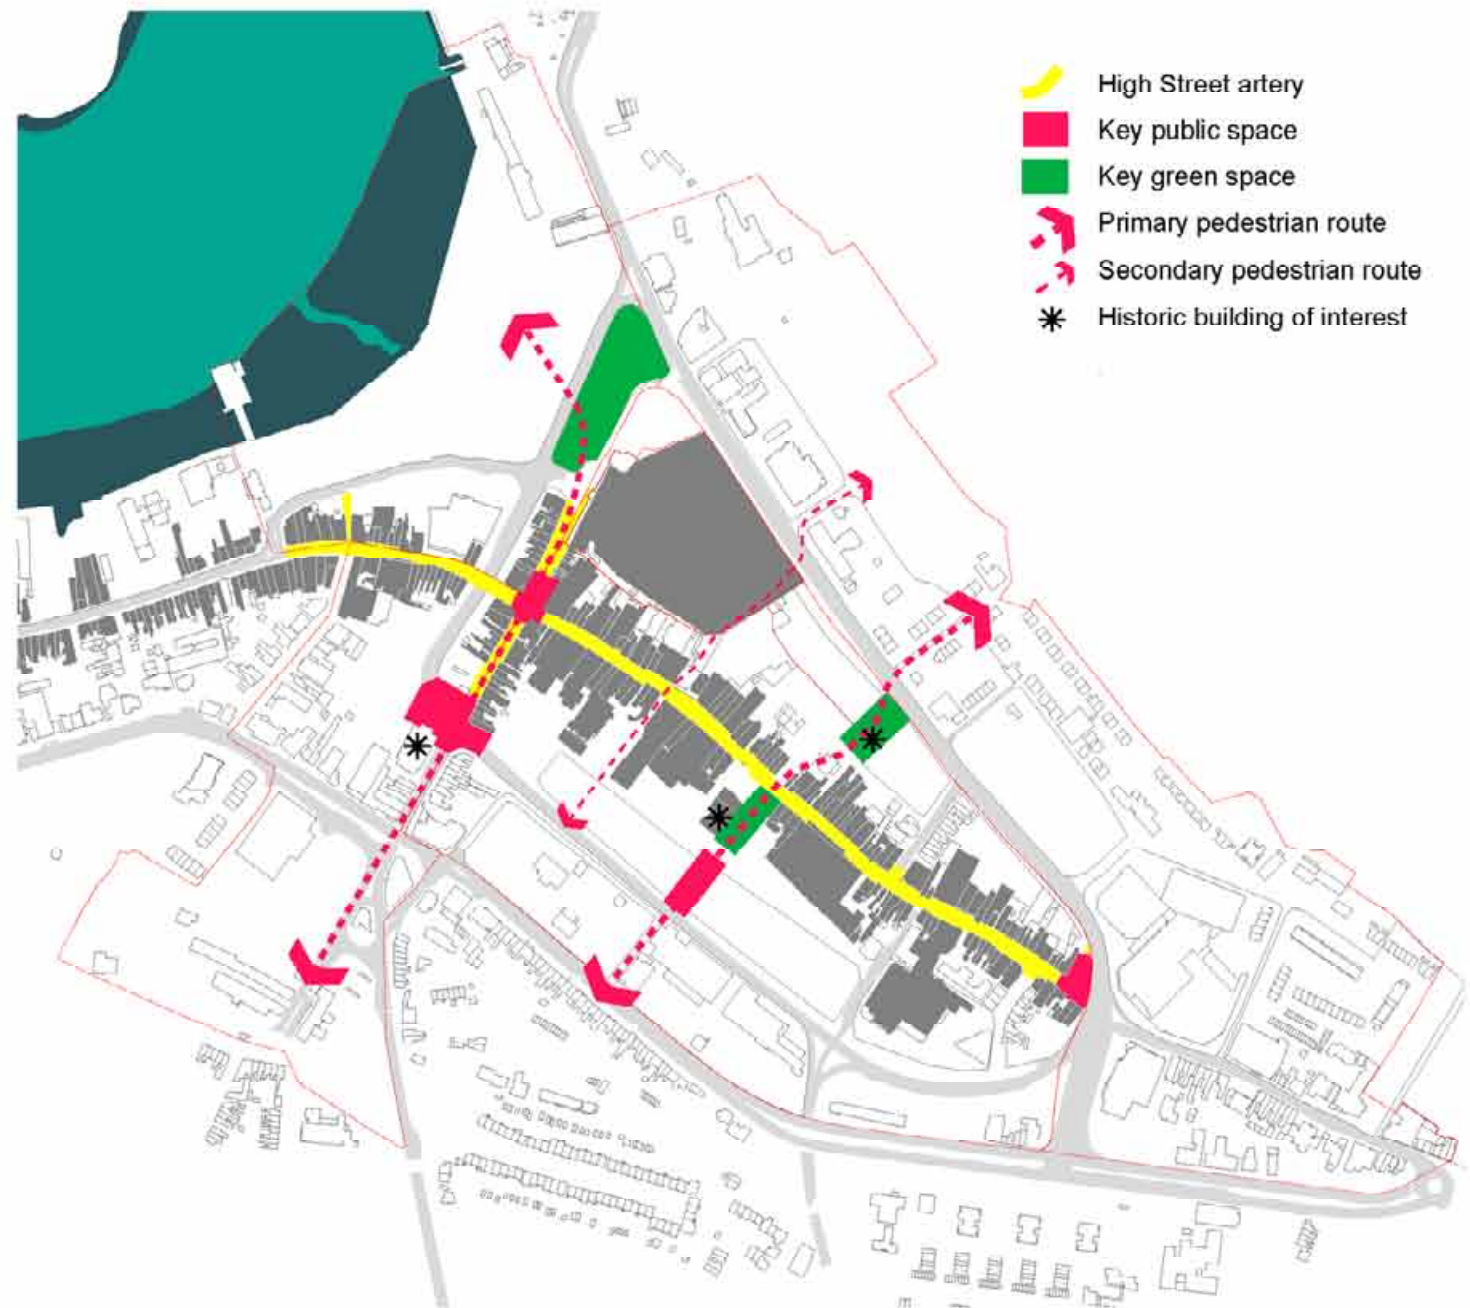 High Street artery
Key public space
Key green space
Primary pedestrian route
Secondary pedestrian route
Historic building of interest